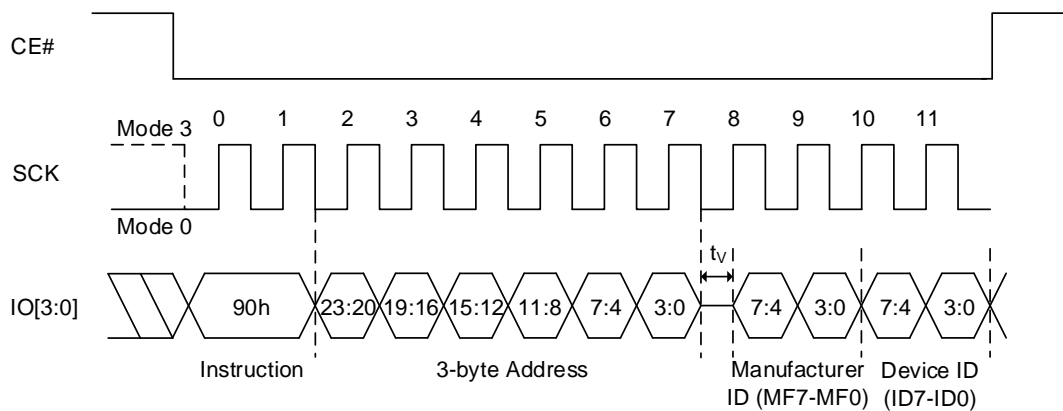 CE#
Mode 3
0 1 2 3 4 5 6 7 8 9 10 11
SCK
Mode 0
tV
IO[3:0]
90h 23:20 19:16 15:12 11:8 7:4 3:0 7:4 3:0 7:4 3:0
Instruction
3-byte Address
Manufacturer
ID (MF7-MF0)
Device ID
(ID7-ID0)